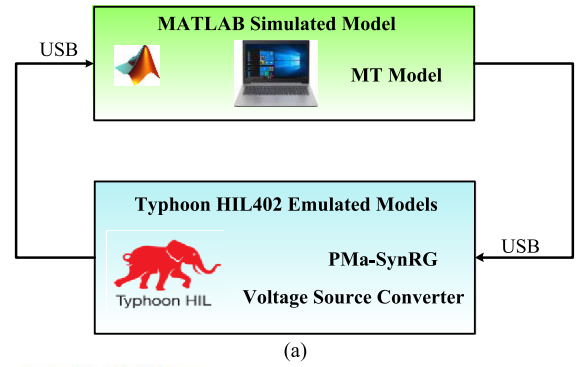 MATLAB Simulated Model
USB
MT Model
Typhoon HIL402 Emulated Models
PMa-SynRG
USB
Typhoon HIL
Voltage Source Converter
(a)